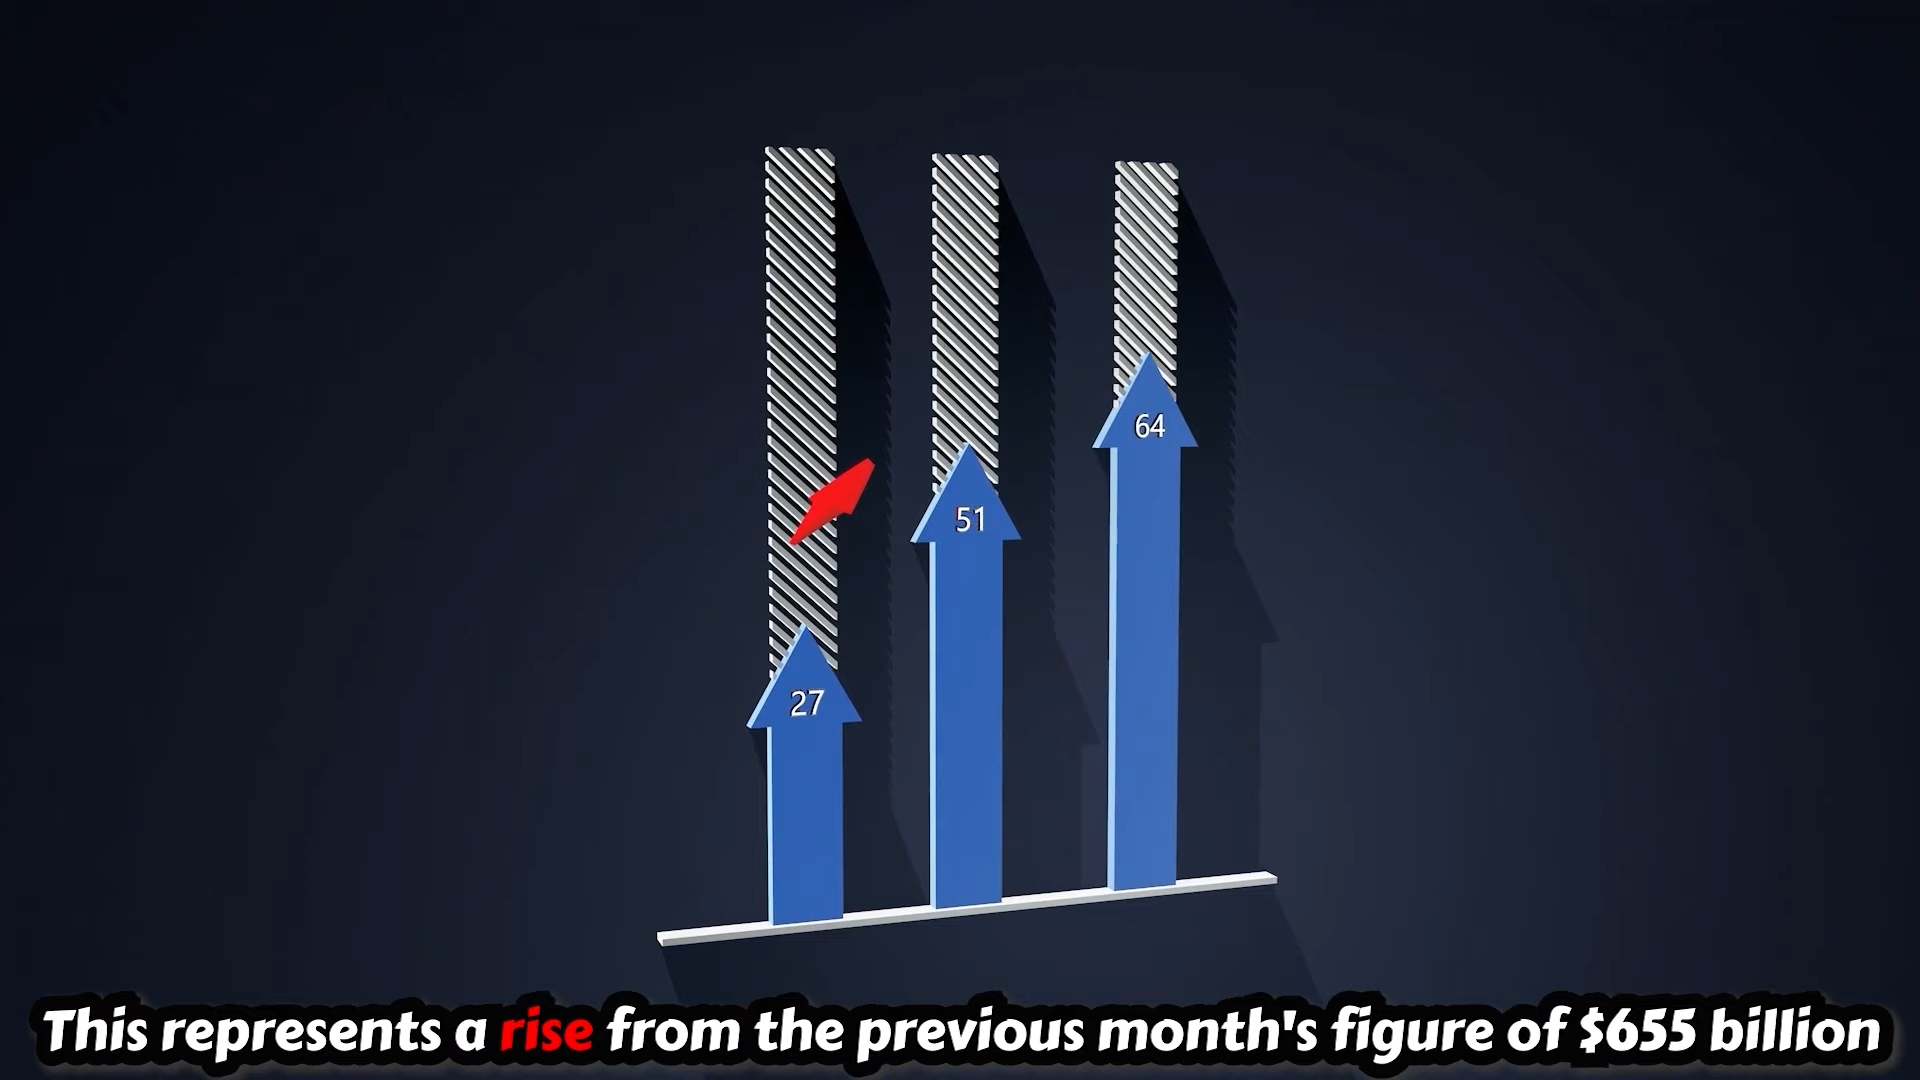 64
51
27
This represents a rise from the previous month's figure of $655 billion